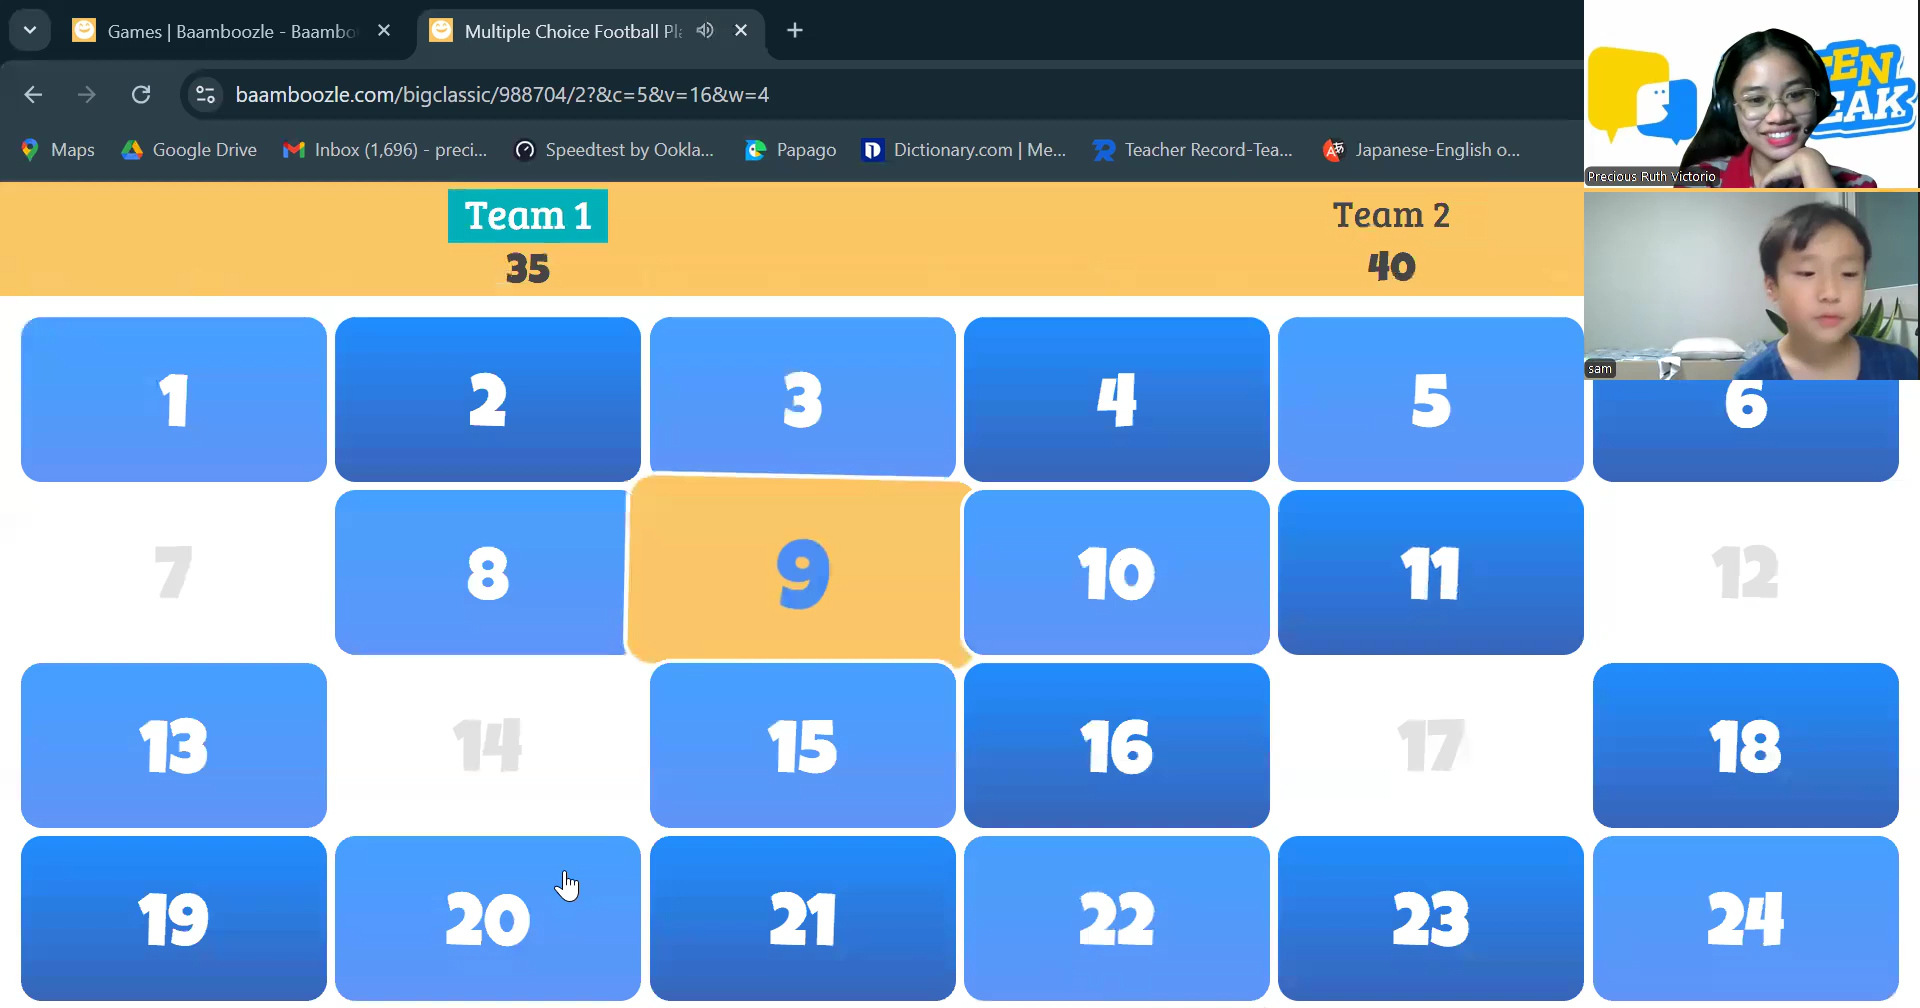 Games | Baamboozle - Baambo
Multiple Choice Football Pl
baamboozle.com/bigclassic/988704/2?&c=5&v=16&w=4
Maps
Google Drive
Inbox (1,696) - preci...
Speedtest by Ookla...
Papago
Dictionary.com | Me...
Teacher Record-Tea...
Japanese-English o...
EN
EAK
Precious Ruth Victorio
sam
Team 1
35
Team 2
40
1
2
3
4
5
6
7
8
9
10
11
12
13
14
15
16
17
18
19
20
21
22
23
24